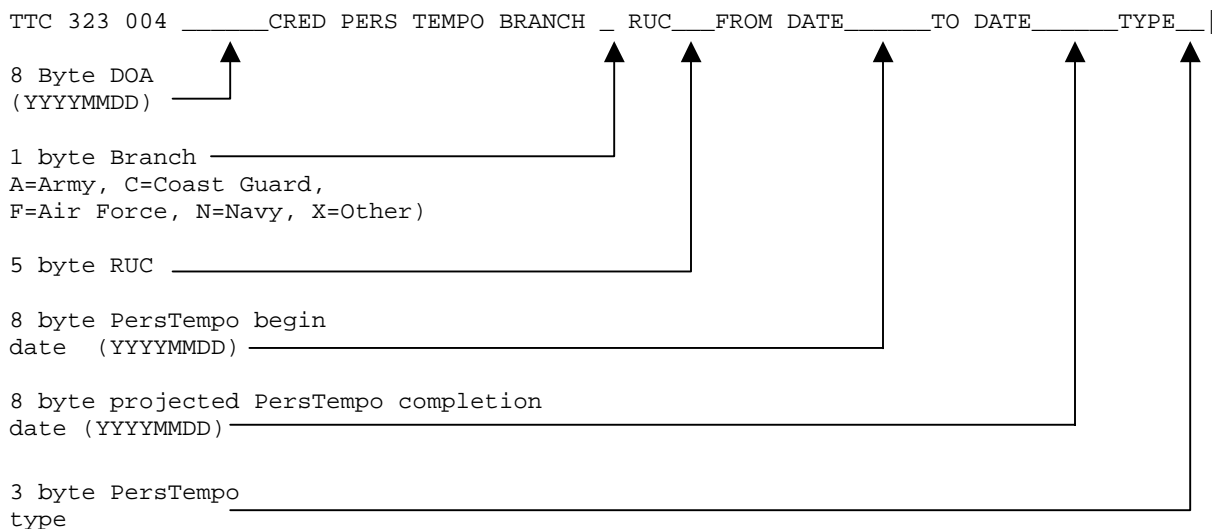 TTC 323 004 ______CRED PERS TEMPO BRANCH _ RUC___FROM DATE______TO DATE______TYPE__|
8 Byte DOA
(YYYYMMDD)
1 byte Branch
A=Army, C=Coast Guard,
F=Air Force, N=Navy, X=Other)
5 byte RUC
8 byte PersTempo begin
date  (YYYYMMDD)
8 byte projected PersTempo completion
date (YYYYMMDD)
3 byte PersTempo
type